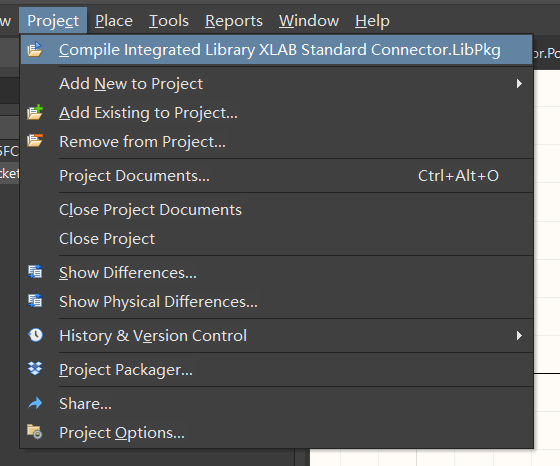 w Project Place Tools Reports Window Help
Compile Integrated Library XLAB Standard Connector.LibPkg
or.Po
Add New to Project
Add Existing to Project...
Remove from Project...
5FC
cket
Project Documents... Ctrl+Alt+O
Close Project Documents
Close Project
Show Differences...
Show Physical Differences...
History & Version Control
Project Packager...
Share...
Project Options...